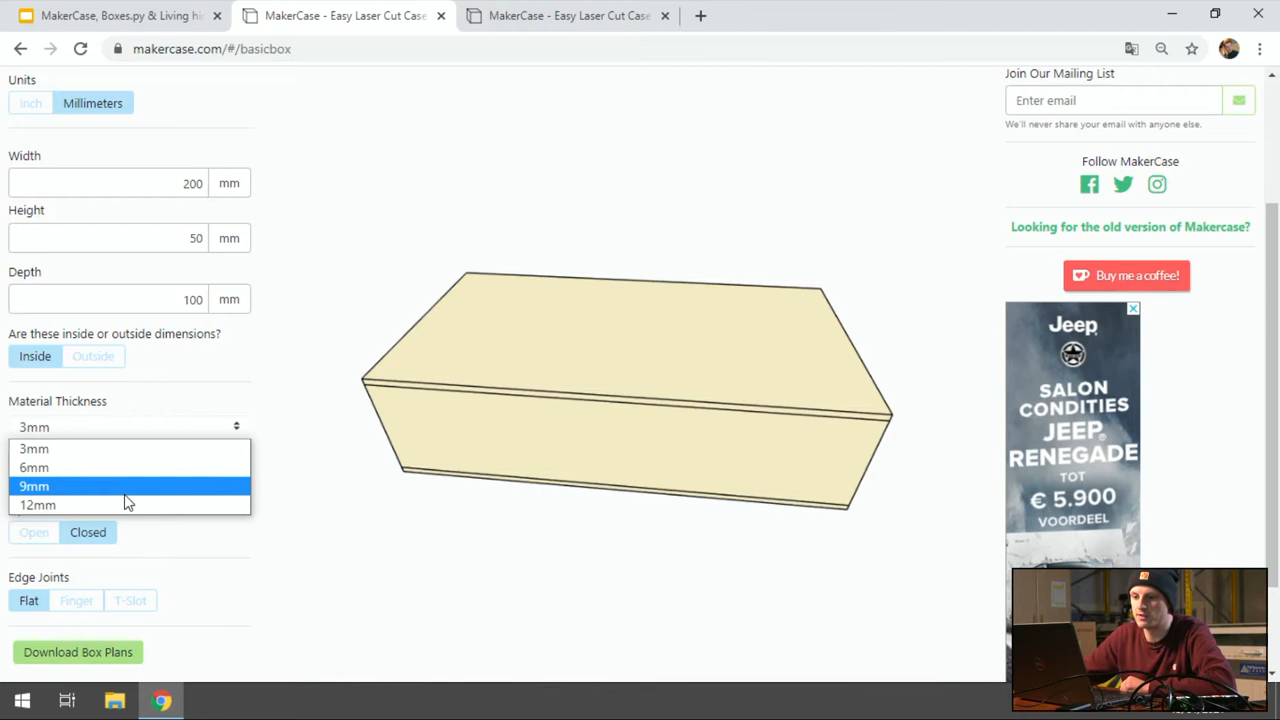 MakerCase, Boxes.py & Living hi
MakerCase - Easy Laser Cut Case
MakerCase - Easy Laser Cut Case
makercase.com/#/basicbox
Units
Inch
Millimeters
Width
200 mm
Height
50 mm
Depth
100 mm
Are these inside or outside dimensions?
Inside
Outside
Material Thickness
3mm
3mm
6mm
9mm
12mm
Open
Closed
Edge Joints
Flat
Finger
T-Slot
Download Box Plans
Join Our Mailing List
Enter email
We'll never share your email with anyone else.
Follow MakerCase
Looking for the old version of Makercase?
Buy me a coffee!
Jeep
SALON
CONDITIES
JEEP
RENEGADE
TOT
€ 5.900
VOORDEEL